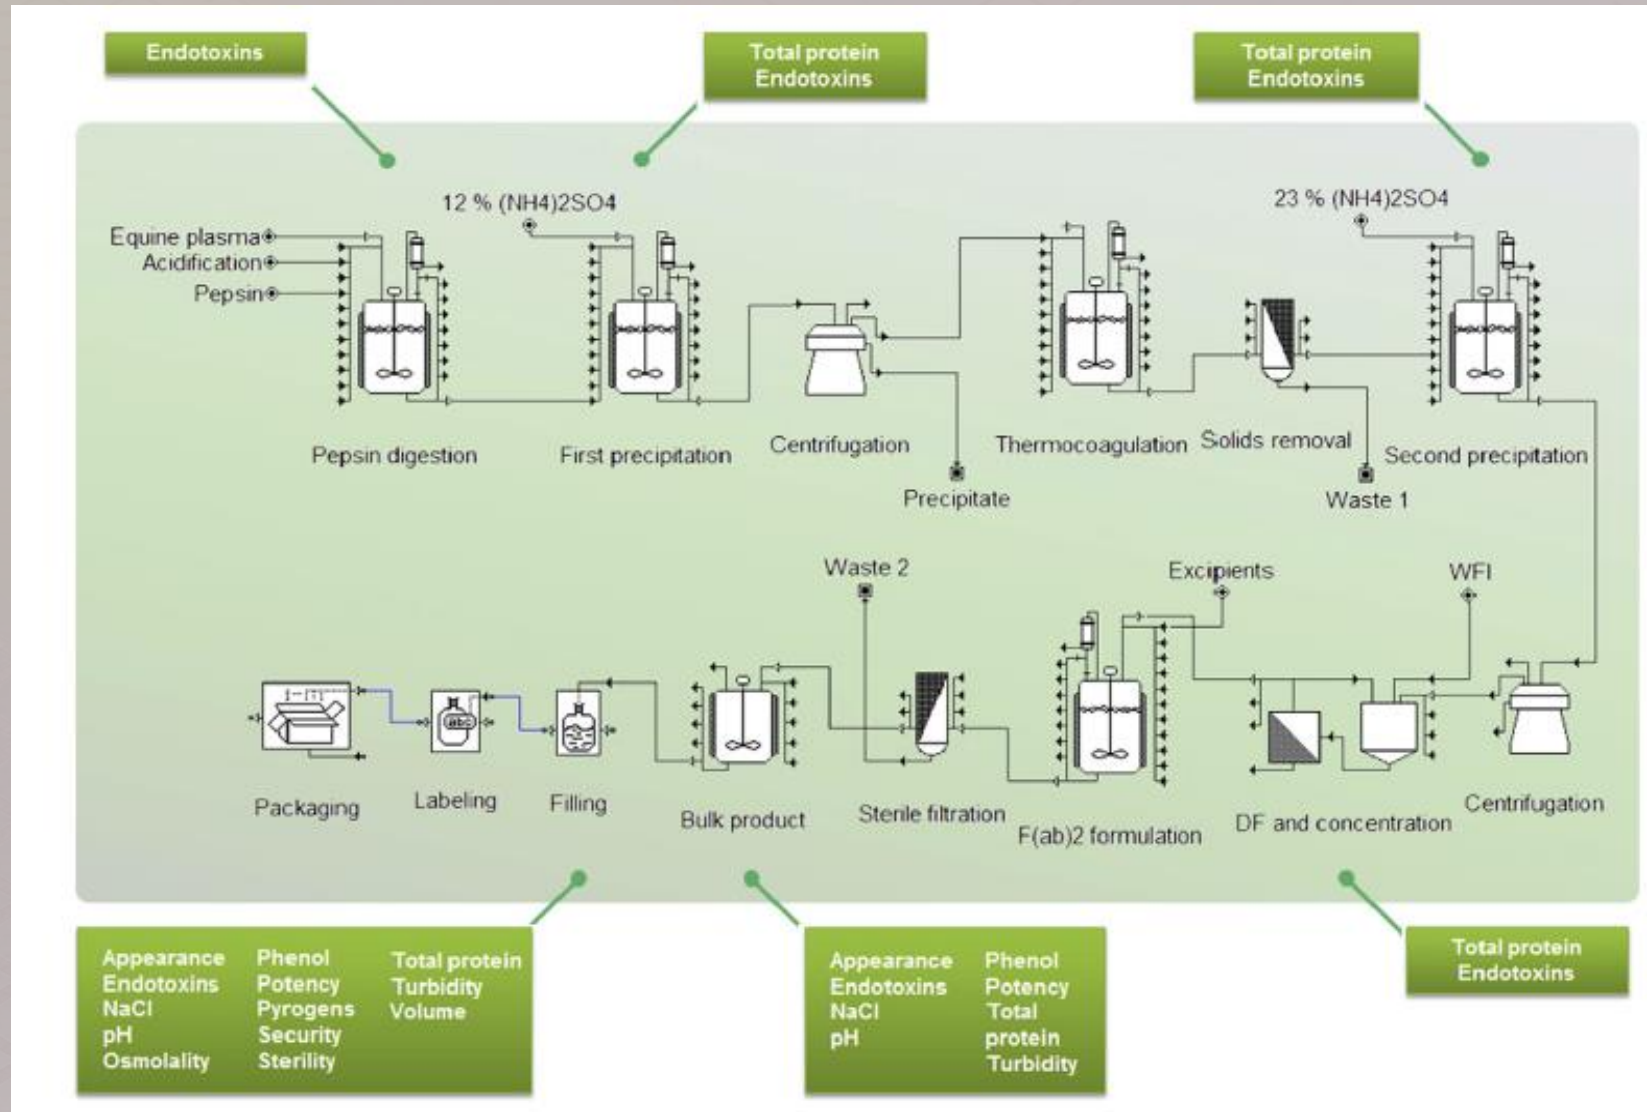 Endotoxins
Total protein
Endotoxins
Total protein
Endotoxins
12 % (NH4)2SO4
23 % (NH4)2SO4
Equine plasma
Acidification
Pepsin
Pepsin digestion
First precipitation
Centrifugation
Precipitate
Thermocoagulation
Solids removal
Waste 1
Second precipitation
Waste 2
Excipients
WFI
abc
Packaging
Labeling
Filling
Bulk product
Sterile filtration
F(ab)2 formulation
DF and concentration
Centrifugation
Appearance
Endotoxins
NaCl
pH
Osmolality
Phenol
Potency
Pyrogens
Security
Sterility
Total protein
Turbidity
Volume
Appearance
Endotoxins
NaCl
pH
Phenol
Potency
Total
protein
Turbidity
Total protein
Endotoxins